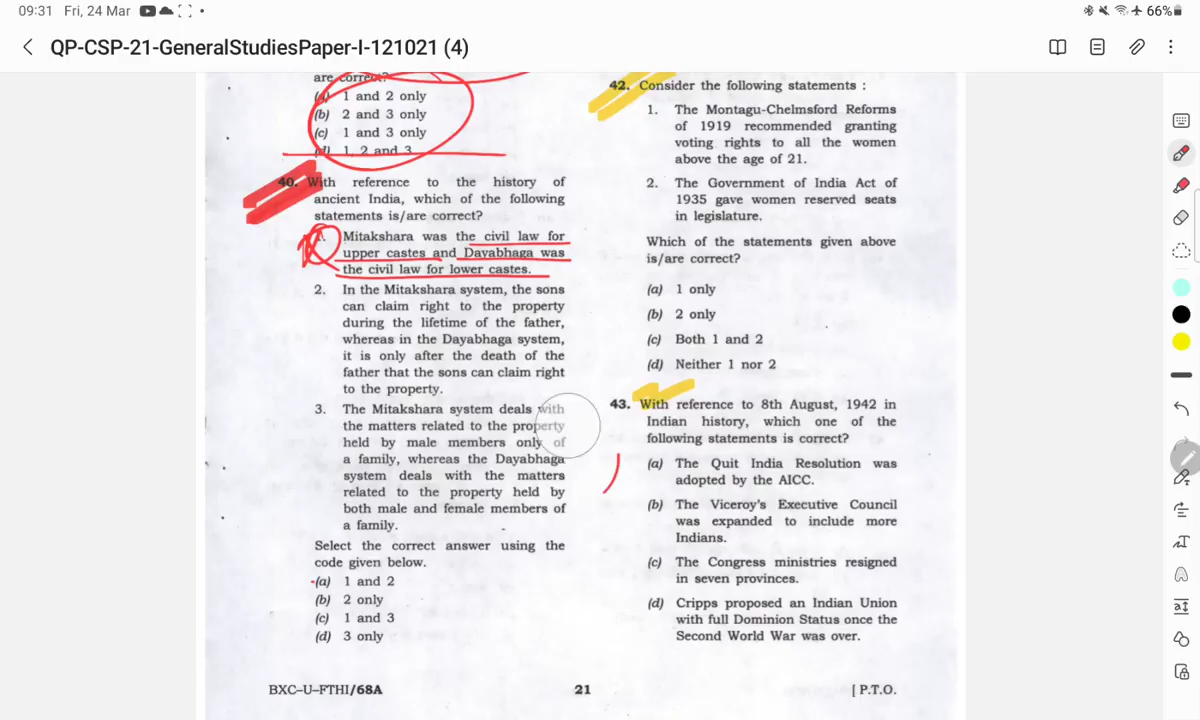 09:31 Fri, 24 Mar
66%
QP-CSP-21-GeneralStudiesPaper-I-121021 (4)
are correct?
(a) 1 and 2 only
(b) 2 and 3 only
(c) 1 and 3 only
(d) 1, 2 and 3
40. With reference to the history of
ancient India, which of the following
statements is/are correct?
1. Mitakshara was the civil law for
upper castes and Dayabhaga was
the civil law for lower castes.
2. In the Mitakshara system, the sons
can claim right to the property
during the lifetime of the father,
whereas in the Dayabhaga system,
it is only after the death of the
father that the sons can claim right
to the property.
3. The Mitakshara system deals with
the matters related to the property
held by male members only of
a family, whereas the Dayabhaga
system deals with the matters
related to the property held by
both male and female members of
a family.
Select the correct answer using the
code given below.
(a) 1 and 2
(b) 2 only
(c) 1 and 3
(d) 3 only
42. Consider the following statements :
1. The Montagu-Chelmsford Reforms
of 1919 recommended granting
voting rights to all the women
above the age of 21.
2. The Government of India Act of
1935 gave women reserved seats
in legislature.
Which of the statements given above
is/are correct?
(a) 1 only
(b) 2 only
(c) Both 1 and 2
(d) Neither 1 nor 2
43. With reference to 8th August, 1942 in
Indian history, which one of the
following statements is correct?
(a) The Quit India Resolution was
adopted by the AICC.
(b) The Viceroy's Executive Council
was expanded to include more
Indians.
(c) The Congress ministries resigned
in seven provinces.
(d) Cripps proposed an Indian Union
with full Dominion Status once the
Second World War was over.
BXC-U-FTHI/68A
21
[ P.T.O.